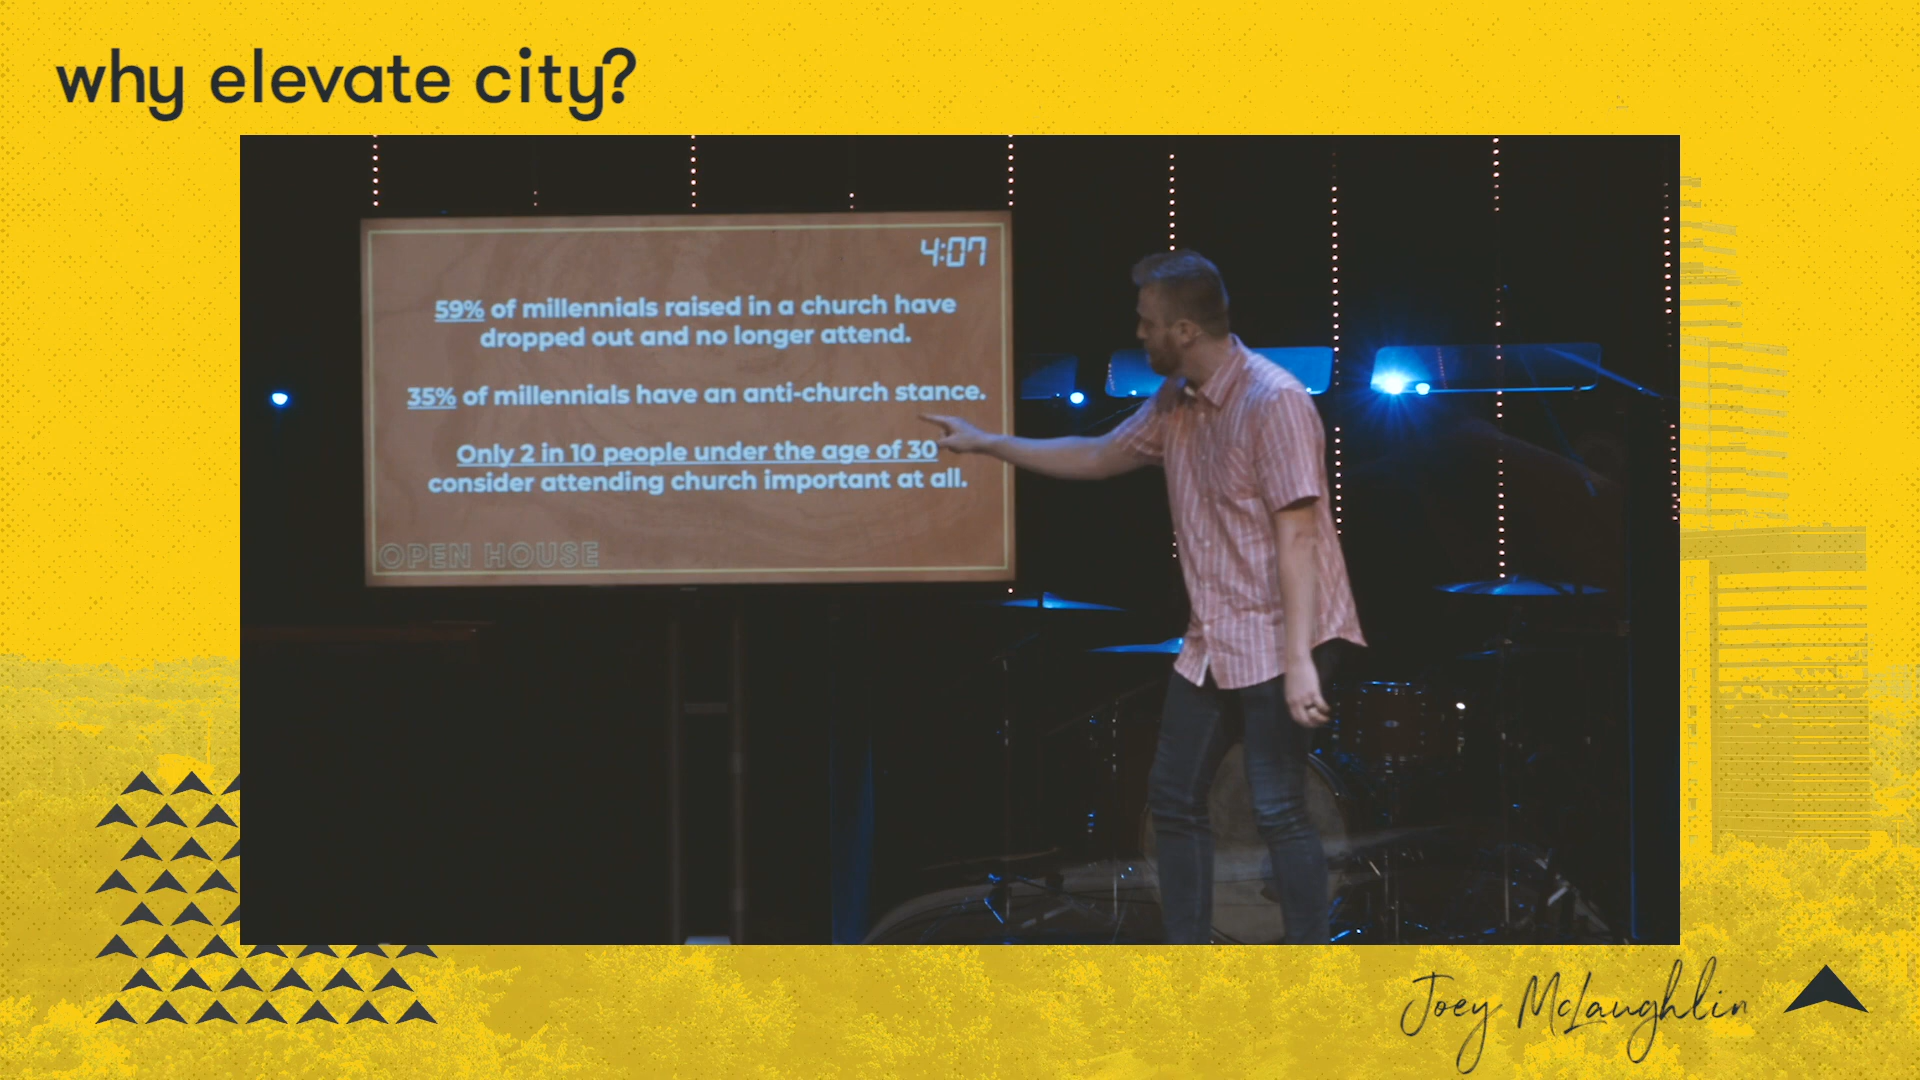 why elevate city?
4:07
59% of millennials raised in a church have
dropped out and no longer attend.
35% of millennials have an anti-church stance.
Only 2 in 10 people under the age of 30
consider attending church important at all.
OPEN HOUSE
Joey McLaughlin